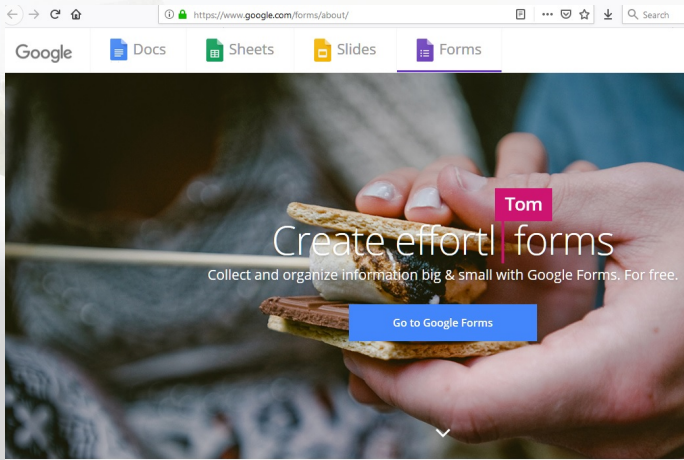 https://www.google.com/forms/about/
Search
Google
Docs
Sheets
Slides
Forms
Tom
Create effortl forms
Collect and organize information big & small with Google Forms. For free.
Go to Google Forms